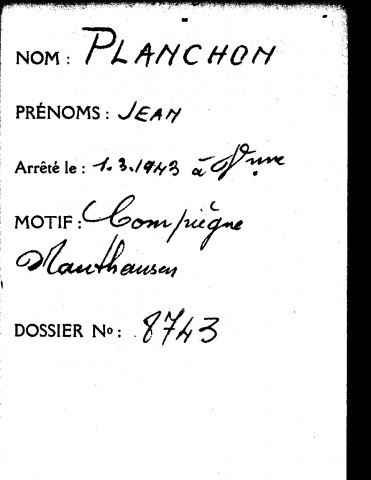 NOM : PLANCHON
PRÉNOMS : JEAN
Arrêté le : 1.3.1943 à
MOTIF : Compiègne
Mauthausen
DOSSIER No : 8743